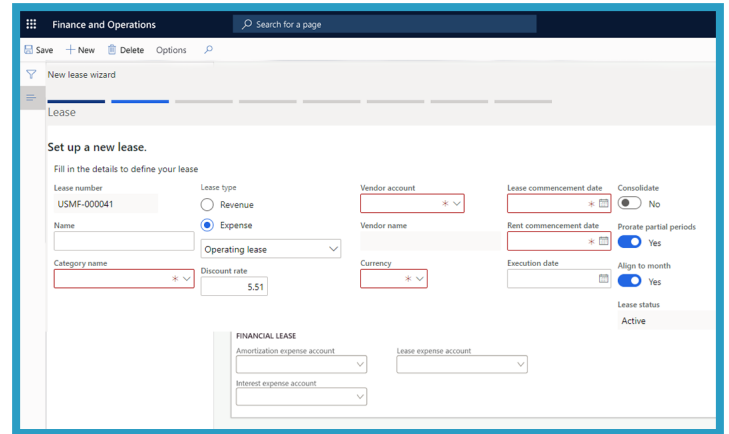 Finance and Operations
Search for a page
Save
New
Delete
Options
New lease wizard
Lease
Set up a new lease.
Fill in the details to define your lease
Lease number
USMF-000041
Name
Category name
*
Lease type
Revenue
Expense
Operating lease
Discount rate
5.51
Vendor account
*
Vendor name
Currency
*
Lease commencement date
*
Rent commencement date
*
Execution date
Consolidate
No
Prorate partial periods
Yes
Align to month
Yes
Lease status
Active
FINANCIAL LEASE
Amortization expense account
Lease expense account
Interest expense account